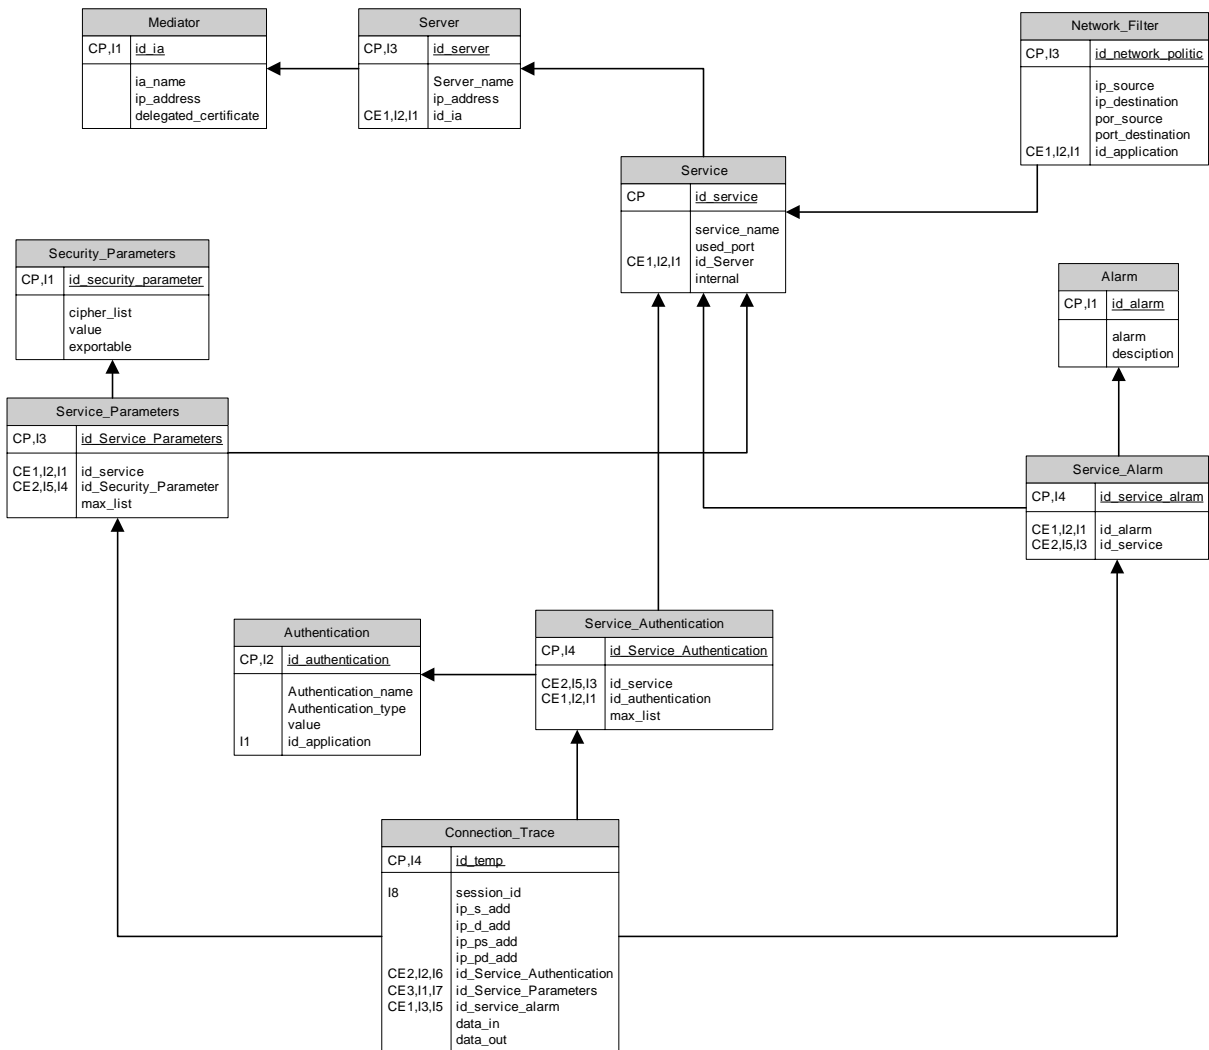 Mediator
CP,I1 id_ia
ia_name
ip_address
delegated_certificate
Server
CP,I3 id_server
Server_name
ip_address
CE1,I2,I1 id_ia
Network_Filter
CP,I3 id_network_politic
ip_source
ip_destination
por_source
port_destination
CE1,I2,I1 id_application
Service
CP id_service
service_name
used_port
CE1,I2,I1 id_Server
internal
Security_Parameters
CP,I1 id_security_parameter
cipher_list
value
exportable
Alarm
CP,I1 id_alarm
alarm
desciption
Service_Parameters
CP,I3 id_Service_Parameters
CE1,I2,I1 id_service
CE2,I5,I4 id_Security_Parameter
max_list
Service_Alarm
CP,I4 id_service_alram
CE1,I2,I1 id_alarm
CE2,I5,I3 id_service
Authentication
CP,I2 id_authentication
Authentication_name
Authentication_type
value
I1 id_application
Service_Authentication
CP,I4 id_Service_Authentication
CE2,I5,I3 id_service
CE1,I2,I1 id_authentication
max_list
Connection_Trace
CP,I4 id_temp
I8 session_id
ip_s_add
ip_d_add
ip_ps_add
ip_pd_add
CE2,I2,I6 id_Service_Authentication
CE3,I1,I7 id_Service_Parameters
CE1,I3,I5 id_service_alarm
data_in
data_out